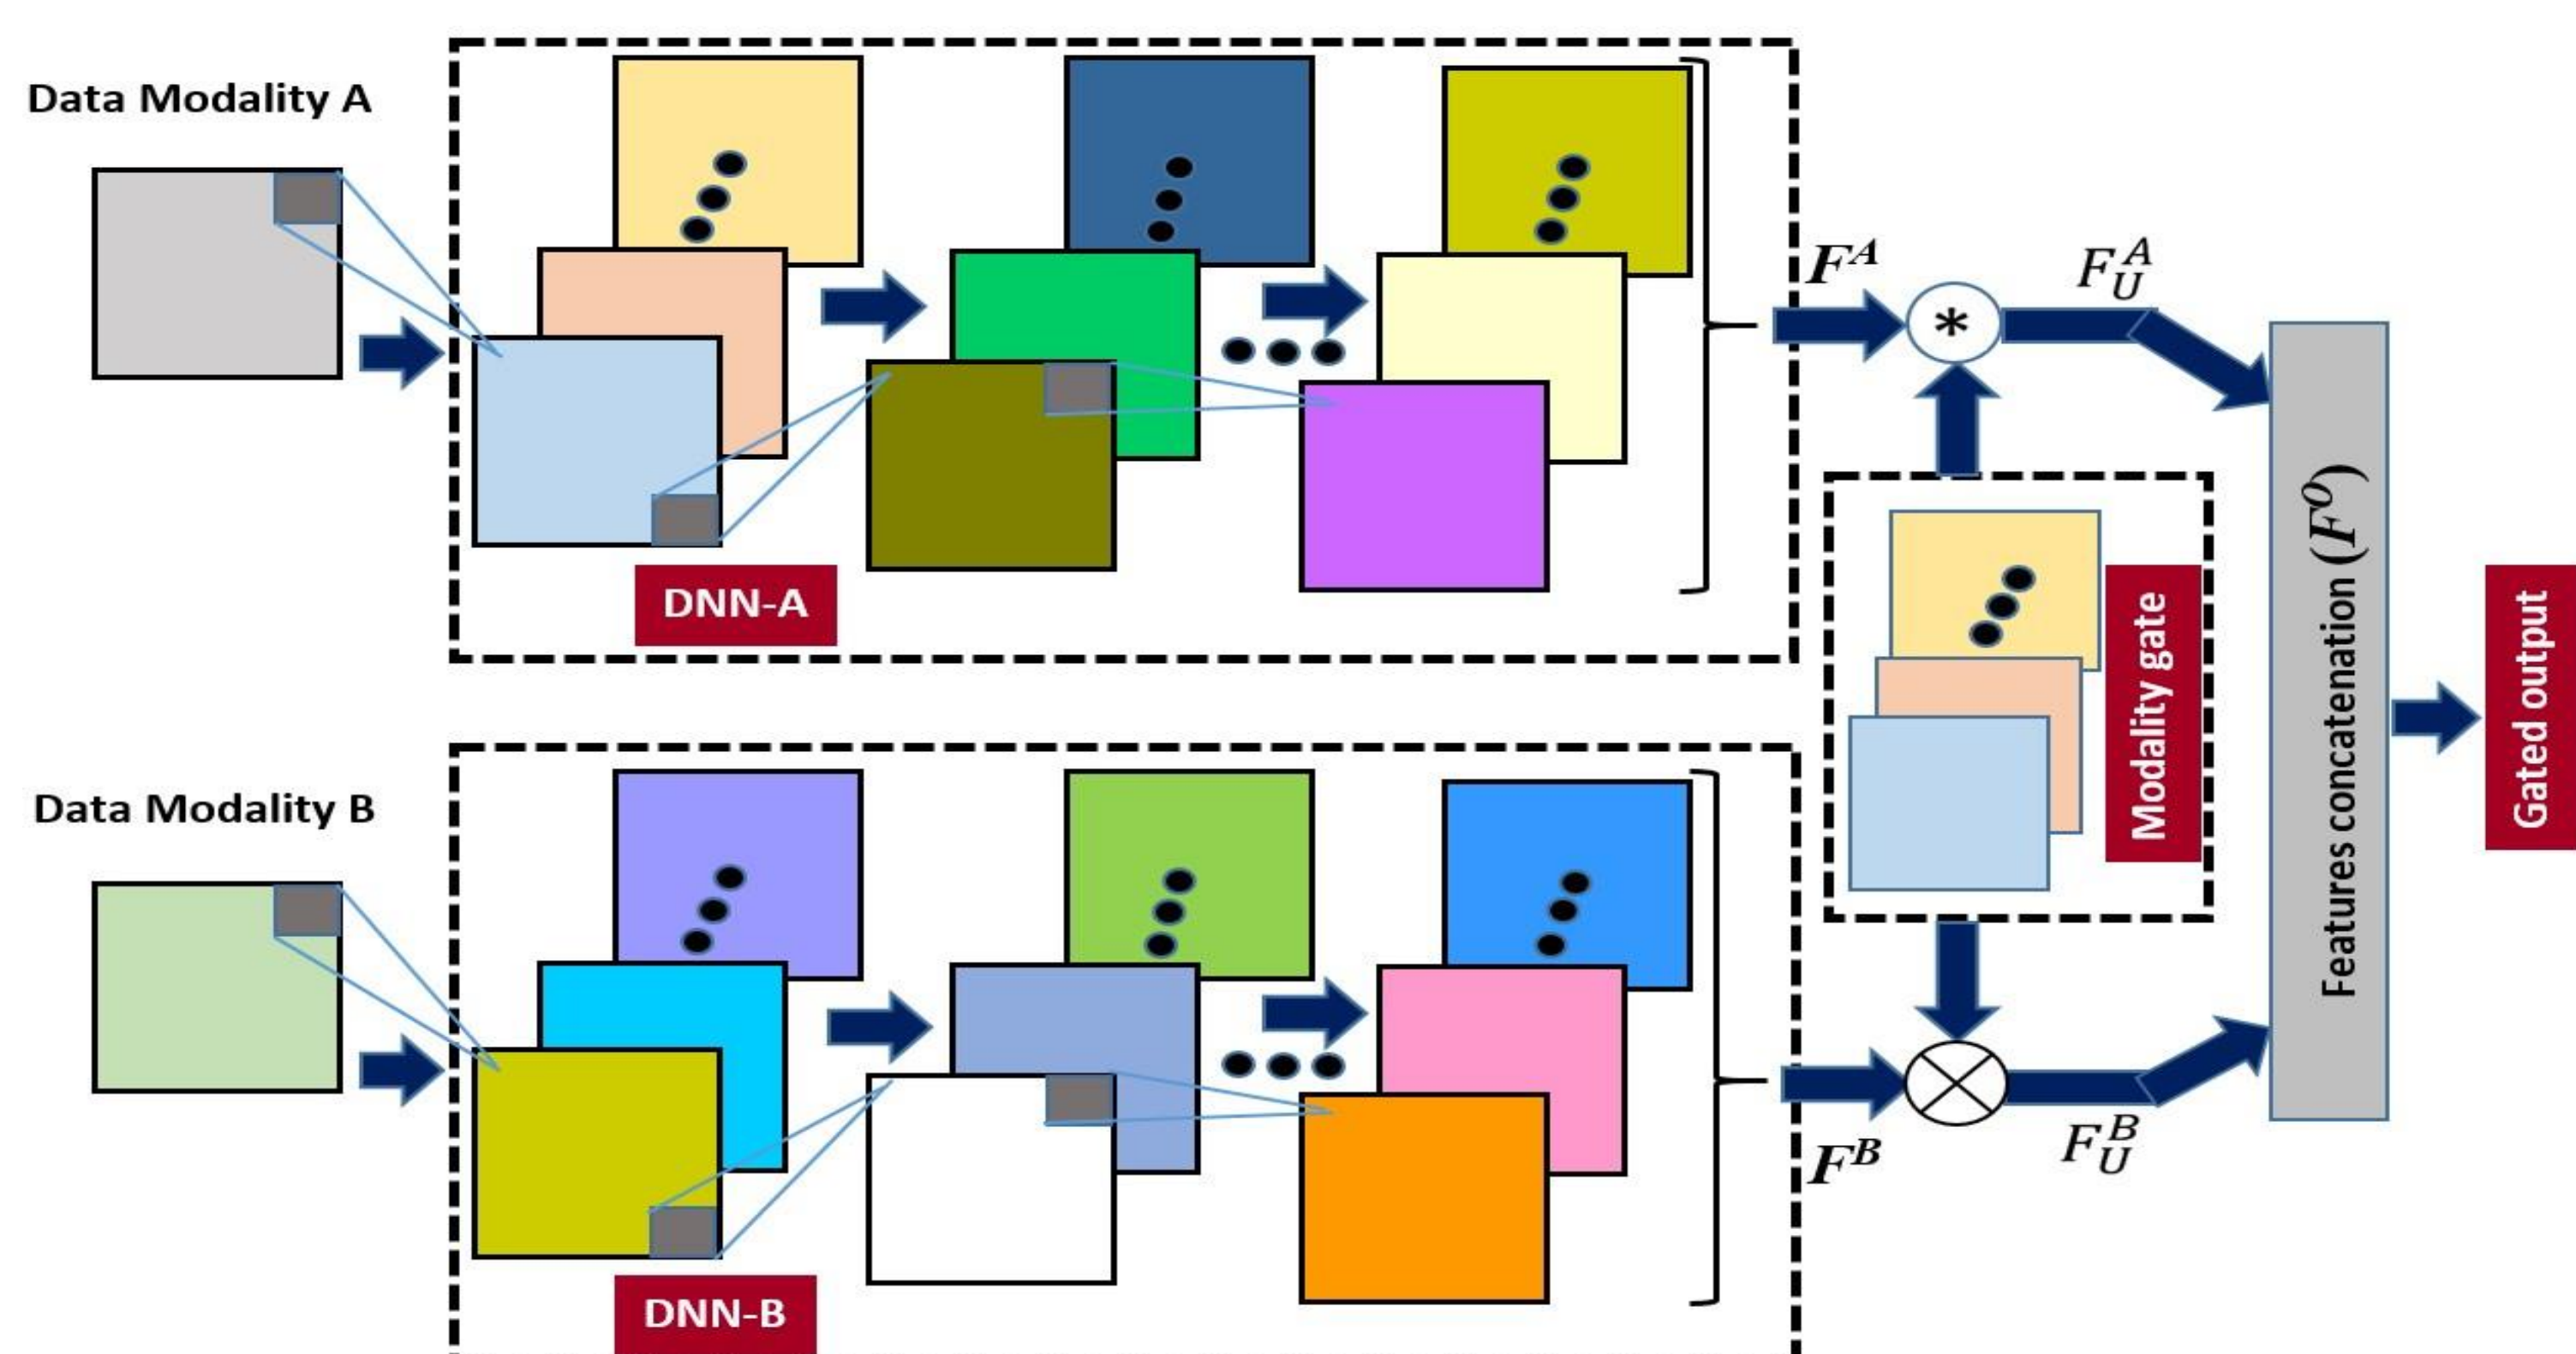 Data Modality A
DNN-A
F^A
*
F_U^A
Modality gate
Features concatenation (F^O)
Gated output
Data Modality B
DNN-B
F^B
F_U^B